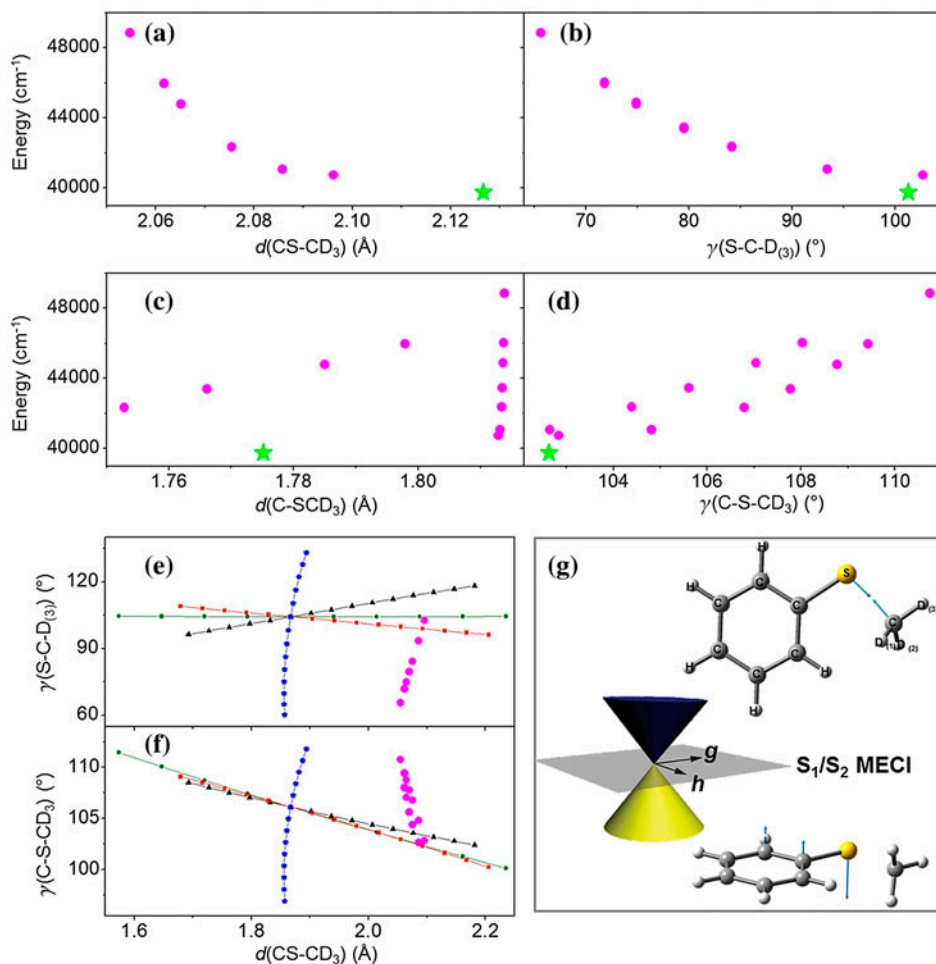 (a)
(b)
Energy (cm⁻¹)
48000
44000
40000
2.06 2.08 2.10 2.12
70 80 90 100
d(CS-CD₃) (Å)
γ(S-C-D₍₃₎) (°)
(c)
(d)
Energy (cm⁻¹)
48000
44000
40000
1.76 1.78 1.80
104 106 108 110
d(C-SCD₃) (Å)
γ(C-S-CD₃) (°)
(e)
γ(S-C-D₍₃₎) (°)
120
90
60
(f)
γ(C-S-CD₃) (°)
110
105
100
1.6 1.8 2.0 2.2
d(CS-CD₃) (Å)
(g)
H
H
S
C
H
C
C
D₍₃₎
C
C
C
C
D₍₁₎ D₍₂₎
H
C
H
H
g
h
S₁/S₂ MECI